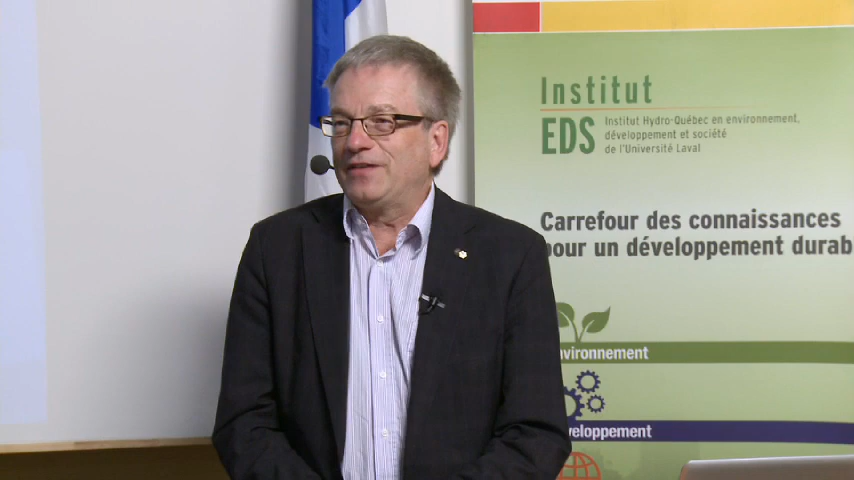 Institut
EDS
Institut Hydro-Québec en environnement,
développement et société
de l'Université Laval
Carrefour des connaissances
pour un développement durab
nvironnement
éveloppement